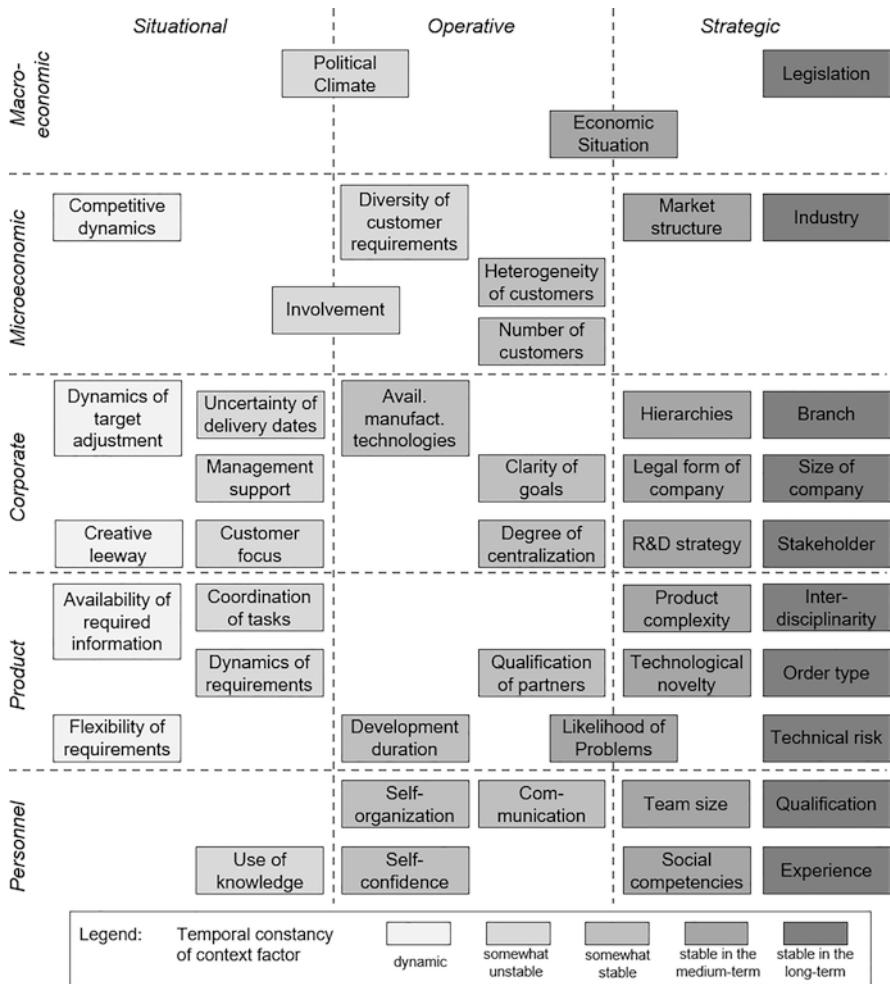 Situational
Operative
Strategic
Macro-
economic
Political
Climate
Legislation
Economic
Situation
Microeconomic
Competitive
dynamics
Diversity of
customer
requirements
Market
structure
Industry
Heterogeneity
of customers
Involvement
Number of
customers
Corporate
Dynamics of
target
adjustment
Uncertainty of
delivery dates
Avail.
manufact.
technologies
Hierarchies
Branch
Management
support
Clarity of
goals
Legal form of
company
Size of
company
Creative
leeway
Customer
focus
Degree of
centralization
R&D strategy
Stakeholder
Product
Availability of
required
information
Coordination
of tasks
Product
complexity
Inter-
disciplinarity
Dynamics of
requirements
Qualification
of partners
Technological
novelty
Order type
Flexibility of
requirements
Development
duration
Likelihood of
Problems
Technical risk
Personnel
Self-
organization
Com-
munication
Team size
Qualification
Use of
knowledge
Self-
confidence
Social
competencies
Experience
Legend:
Temporal constancy
of context factor
dynamic
somewhat
unstable
somewhat
stable
stable in the
medium-term
stable in the
long-term